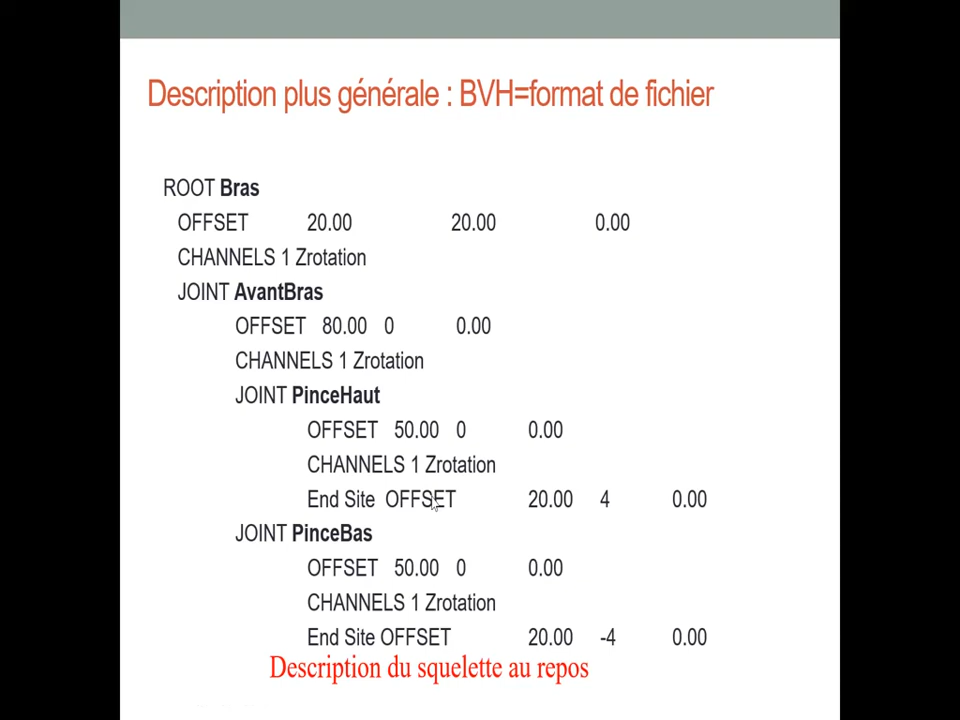 Description plus générale : BVH=format de fichier
ROOT Bras
OFFSET 20.00 20.00 0.00
CHANNELS 1 Zrotation
JOINT AvantBras
OFFSET 80.00 0 0.00
CHANNELS 1 Zrotation
JOINT PinceHaut
OFFSET 50.00 0 0.00
CHANNELS 1 Zrotation
End Site OFFSET 20.00 4 0.00
JOINT PinceBas
OFFSET 50.00 0 0.00
CHANNELS 1 Zrotation
End Site OFFSET 20.00 -4 0.00
Description du squelette au repos